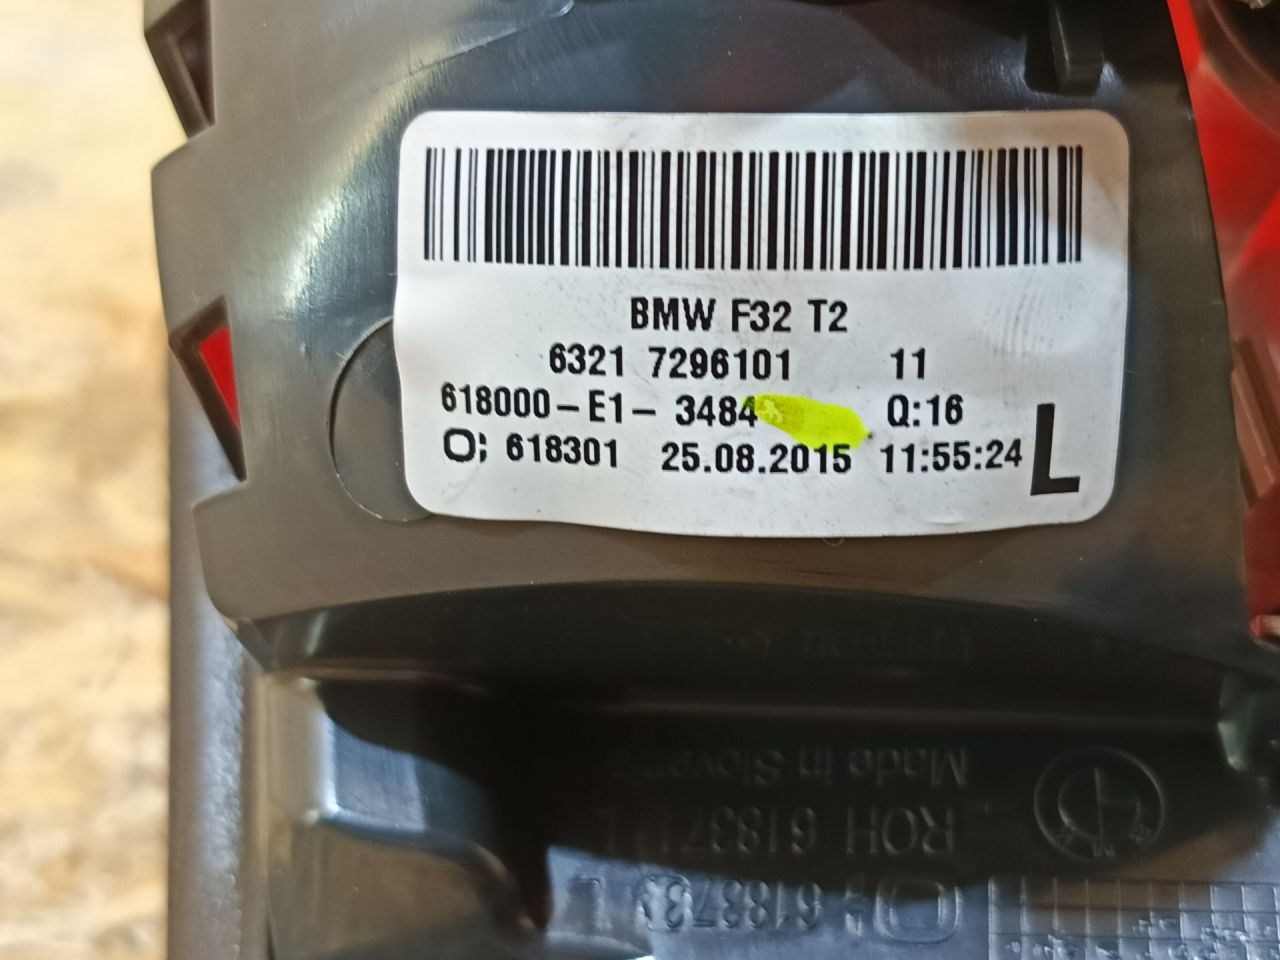 BMW F32 T2
6321 7296101 11
618000-E1- 3484 Q:16
O; 618301 25.08.2015 11:55:24
L
Made in Slovenia
ROH L
B M W